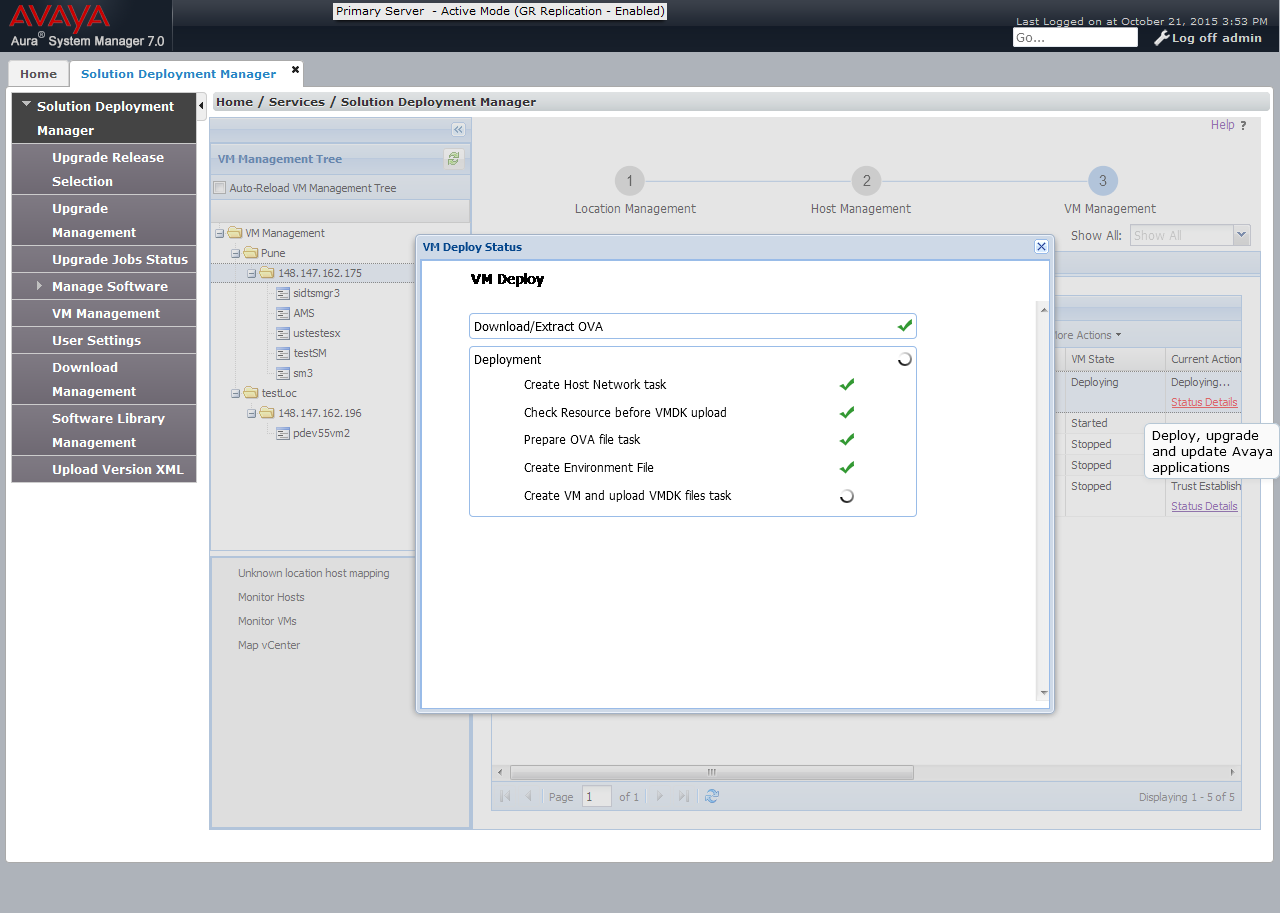 AVAYA
Aura® System Manager 7.0
Primary Server - Active Mode (GR Replication - Enabled)
Last Logged on at October 21, 2015 3:53 PM
Go...
Log off admin
Home
Solution Deployment Manager
Solution Deployment
Manager
Upgrade Release
Selection
Upgrade
Management
Upgrade Jobs Status
Manage Software
VM Management
User Settings
Download
Management
Software Library
Management
Upload Version XML
Home / Services / Solution Deployment Manager
Help ?
VM Management Tree
Auto-Reload VM Management Tree
VM Management
Pune
148.147.162.175
sidtsmgr3
AMS
ustestesx
testSM
sm3
testLoc
148.147.162.196
pdev55vm2
Unknown location host mapping
Monitor Hosts
Monitor VMs
Map vCenter
1
2
3
Location Management
Host Management
VM Management
Show All:
Show All
VM Deploy Status
VM Deploy
Download/Extract OVA
Deployment
Create Host Network task
Check Resource before VMDK upload
Prepare OVA file task
Create Environment File
Create VM and upload VMDK files task
Actions
VM State
Current Action
Deploying
Deploying...
Status Details
Started
Stopped
Stopped
Stopped
Trust Establish
Status Details
Deploy, upgrade
and update Avaya
applications
Page
1
of 1
Displaying 1 - 5 of 5